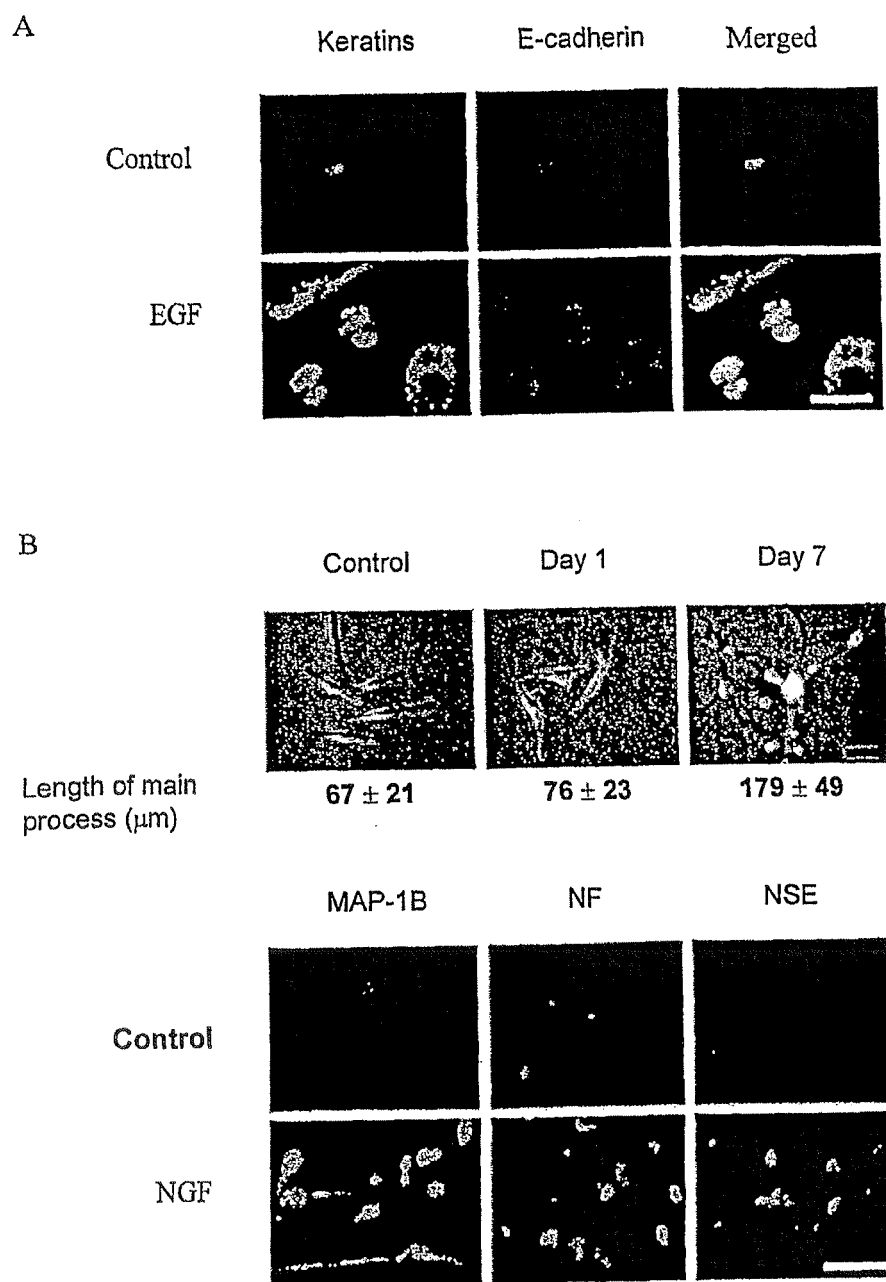 A
Keratins E-cadherin Merged
Control
EGF
B
Control Day 1 Day 7
Length of main
process (μm)
67 ± 21 76 ± 23 179 ± 49
MAP-1B NF NSE
Control
NGF